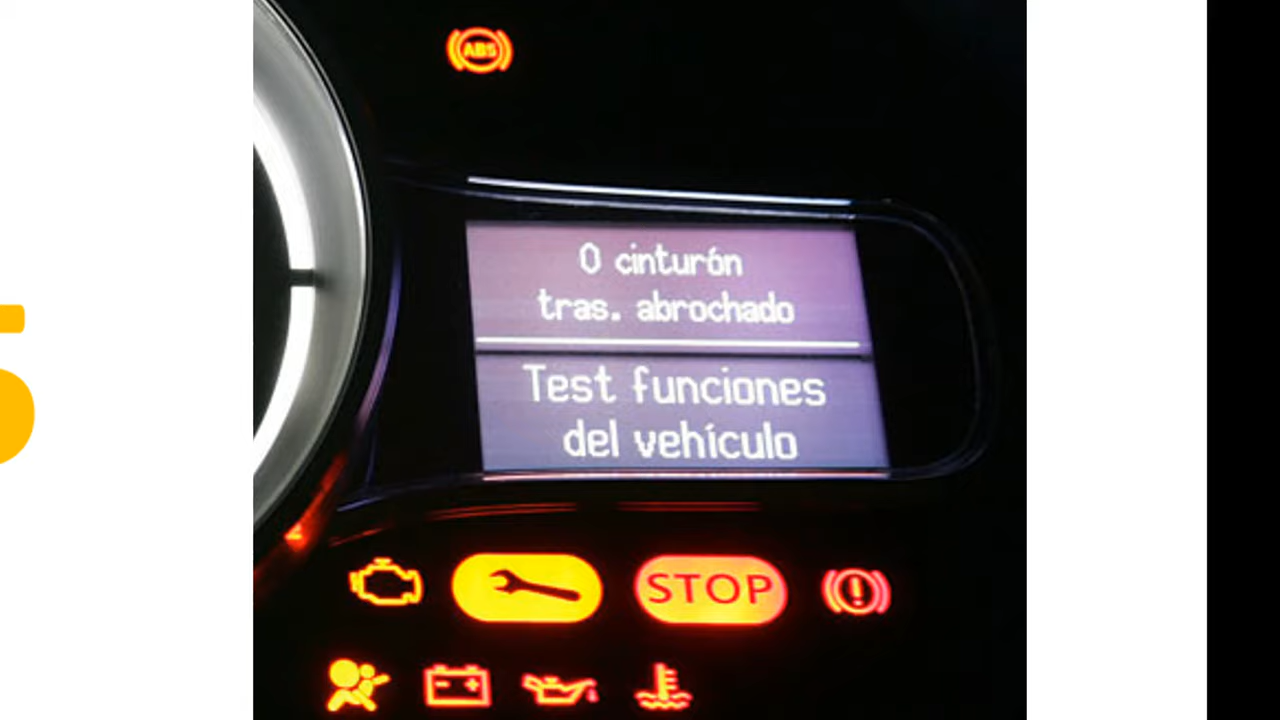 ABS
0 cinturón
tras. abrochado
Test funciones
del vehículo
STOP